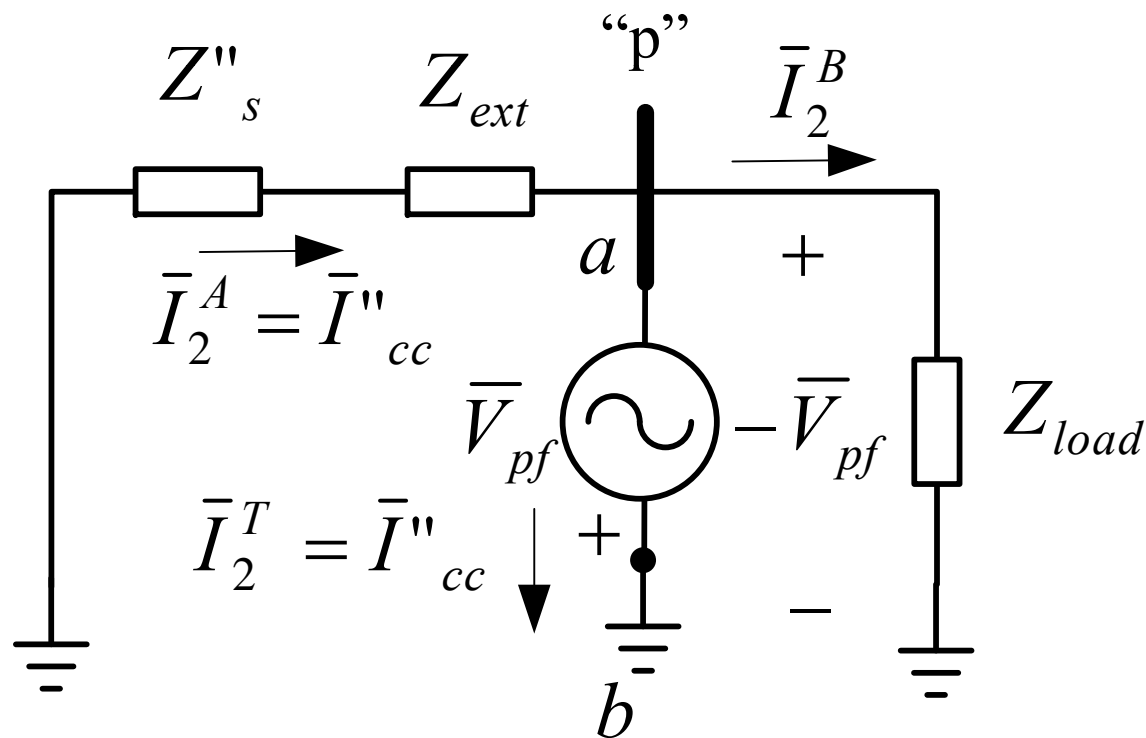 “p”
Z"s
Zext
Ī₂ᴮ
a
+
Ī₂ᴬ = Ī"cc
V̄pf
− V̄pf
Zload
Ī₂ᵀ = Ī"cc
+
−
b